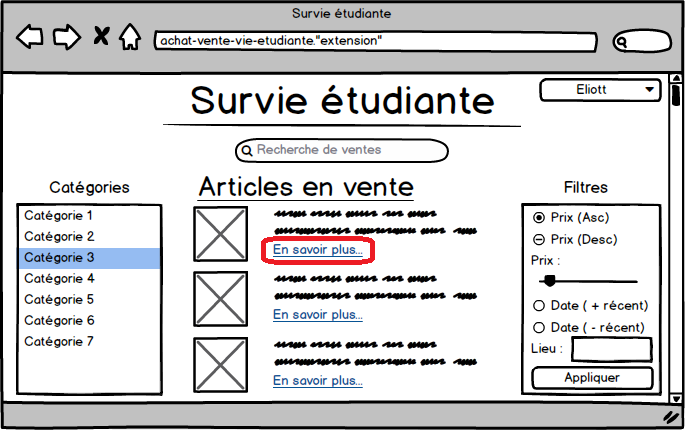 Survie étudiante
achat-vente-vie-etudiante."extension"
Eliott
Survie étudiante
Recherche de ventes
Catégories
Catégorie 1
Catégorie 2
Catégorie 3
Catégorie 4
Catégorie 5
Catégorie 6
Catégorie 7
Articles en vente
En savoir plus...
En savoir plus...
En savoir plus...
Filtres
Prix (Asc)
Prix (Desc)
Prix :
Date ( + récent)
Date ( - récent)
Lieu :
Appliquer